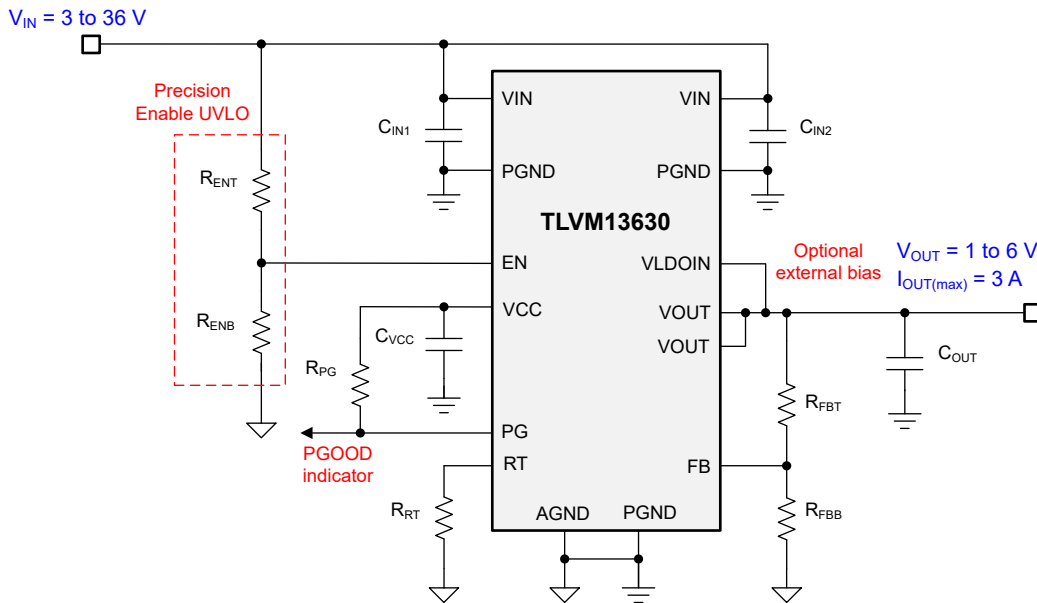 VIN = 3 to 36 V
Precision
Enable UVLO
RENT
RENB
CIN1
VIN
PGND
VIN
PGND
CIN2
TLVM13630
EN
VCC
CVCC
RPG
PG
PGOOD
indicator
RT
RRT
AGND
PGND
VLDOIN
Optional
external bias
VOUT = 1 to 6 V
IOUT(max) = 3 A
VOUT
VOUT
COUT
RFBT
FB
RFBB